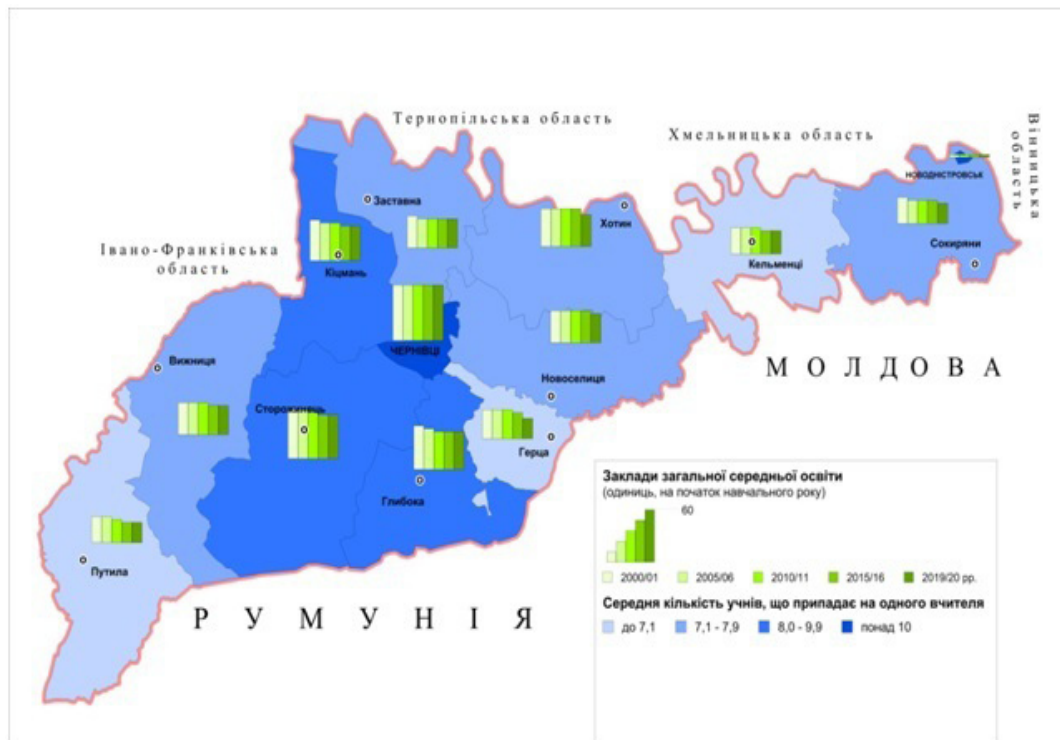 Тернопільська область
Хмельницька область
Вінницька
область
НОВОДНІСТРОВСЬК
Заставна
Хотин
Івано-Франківська
область
Кіцмань
Кельменці
Сокиряни
ЧЕРНІВЦІ
Вижниця
МОЛДОВА
Новоселиця
Сторожинець
Герца
Глибока
Путила
РУМУНІЯ
Заклади загальної середньої освіти
(одиниць, на початок навчального року)
60
2000/01 2005/06 2010/11 2015/16 2019/20 рр.
Середня кількість учнів, що припадає на одного вчителя
до 7,1 7,1 - 7,9 8,0 - 9,9 понад 10